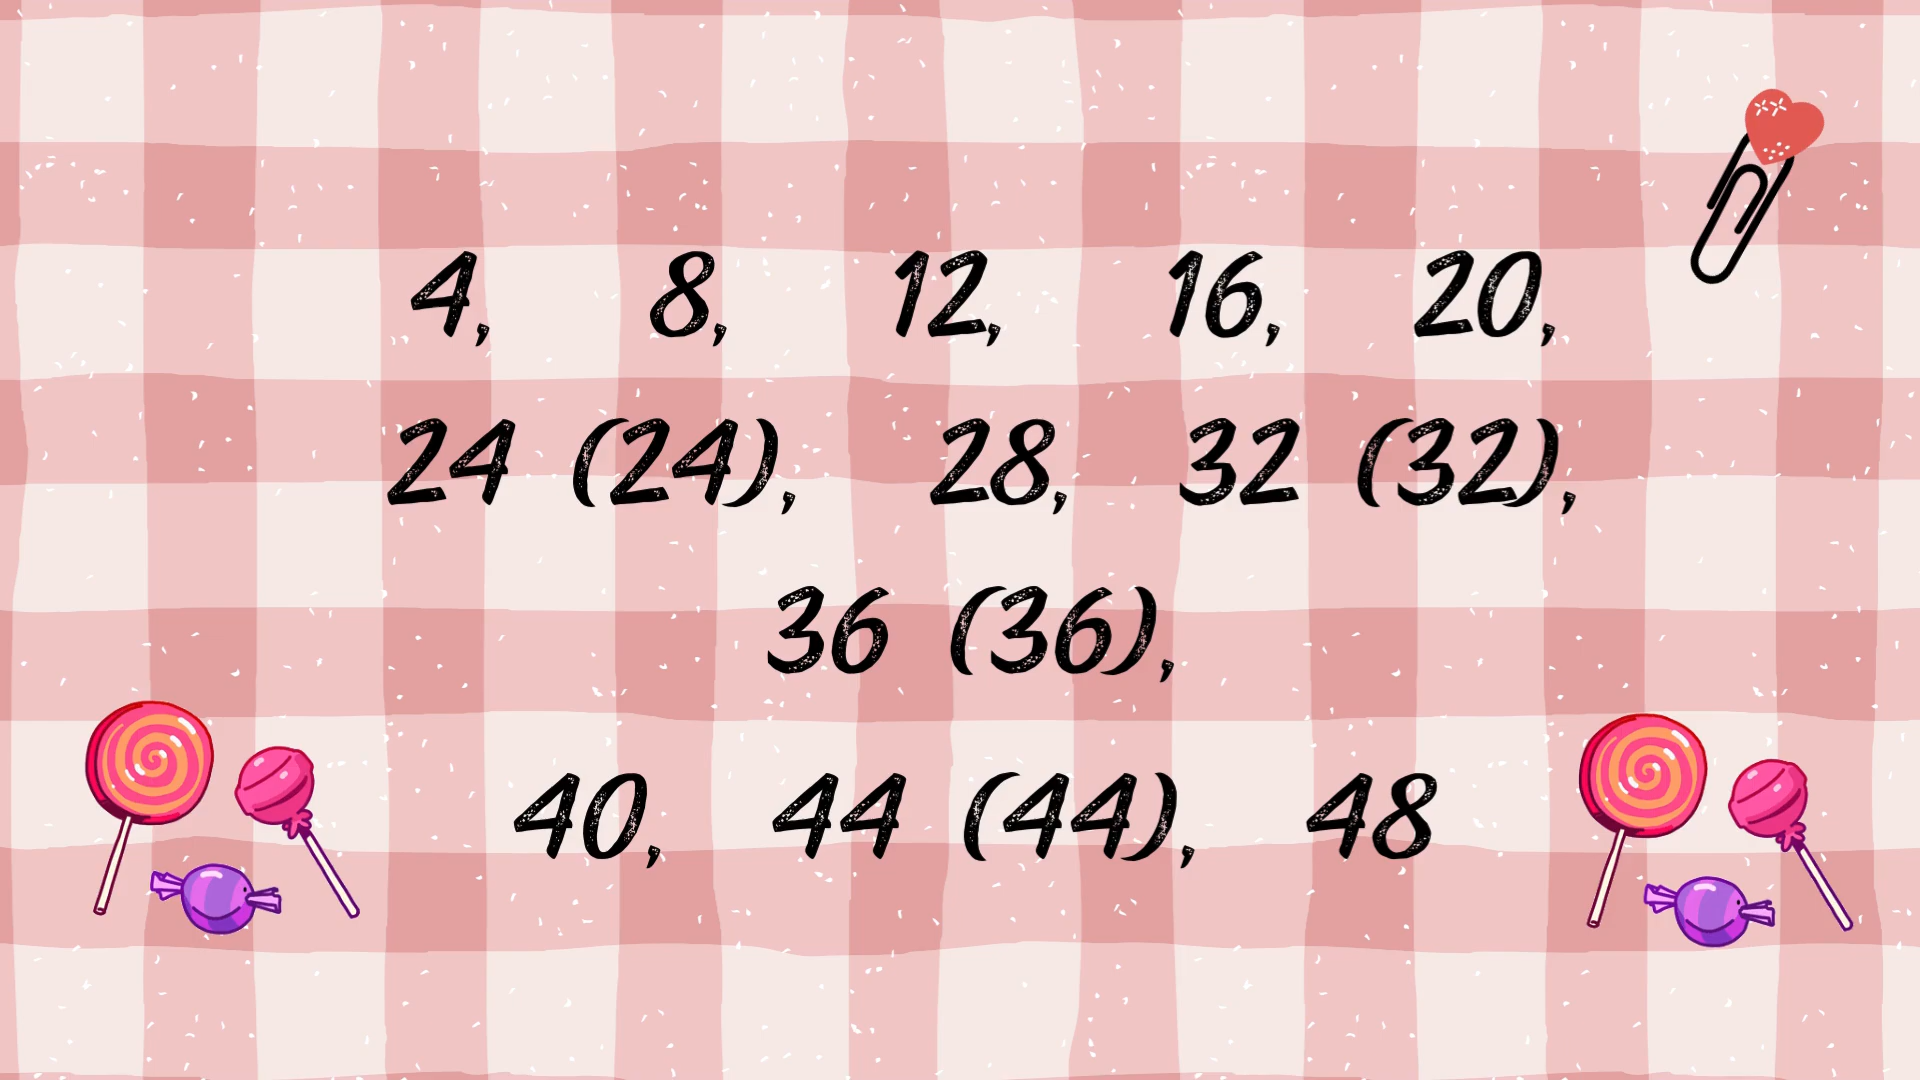 4, 8, 12, 16, 20,
24 (24), 28, 32 (32),
36 (36),
40, 44 (44), 48